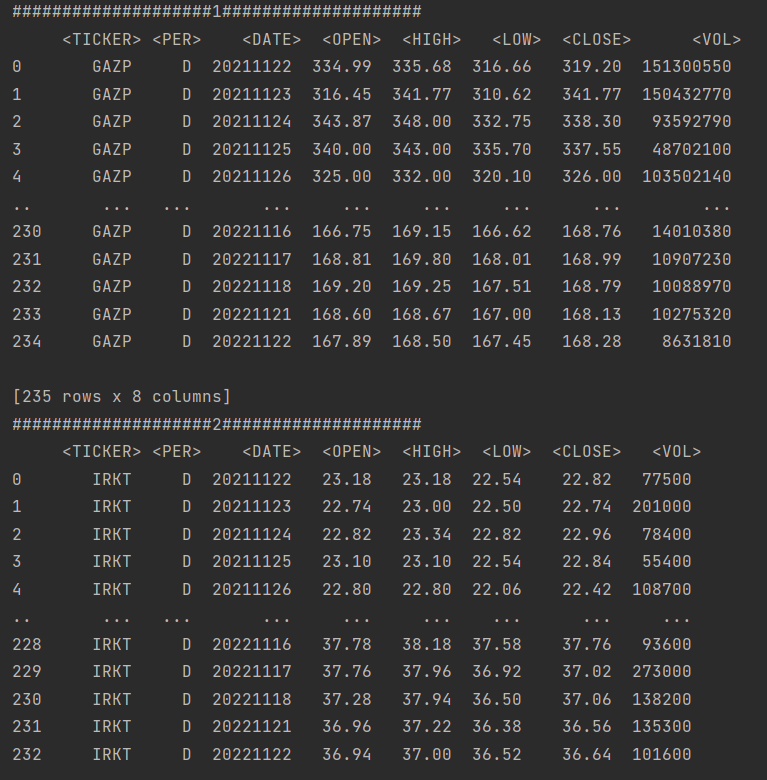 ####################1####################
<TICKER> <PER> <DATE> <OPEN> <HIGH> <LOW> <CLOSE> <VOL>
0 GAZP D 20211122 334.99 335.68 316.66 319.20 151300550
1 GAZP D 20211123 316.45 341.77 310.62 341.77 150432770
2 GAZP D 20211124 343.87 348.00 332.75 338.30 93592790
3 GAZP D 20211125 340.00 343.00 335.70 337.55 48702100
4 GAZP D 20211126 325.00 332.00 320.10 326.00 103502140
.. ... ... ... ... ... ... ... ...
230 GAZP D 20221116 166.75 169.15 166.62 168.76 14010380
231 GAZP D 20221117 168.81 169.80 168.01 168.99 10907230
232 GAZP D 20221118 169.20 169.25 167.51 168.79 10088970
233 GAZP D 20221121 168.60 168.67 167.00 168.13 10275320
234 GAZP D 20221122 167.89 168.50 167.45 168.28 8631810
[235 rows x 8 columns]
####################2####################
<TICKER> <PER> <DATE> <OPEN> <HIGH> <LOW> <CLOSE> <VOL>
0 IRKT D 20211122 23.18 23.18 22.54 22.82 77500
1 IRKT D 20211123 22.74 23.00 22.50 22.74 201000
2 IRKT D 20211124 22.82 23.34 22.82 22.96 78400
3 IRKT D 20211125 23.10 23.10 22.54 22.84 55400
4 IRKT D 20211126 22.80 22.80 22.06 22.42 108700
.. ... ... ... ... ... ... ... ...
228 IRKT D 20221116 37.78 38.18 37.58 37.76 93600
229 IRKT D 20221117 37.76 37.96 36.92 37.02 273000
230 IRKT D 20221118 37.28 37.94 36.50 37.06 138200
231 IRKT D 20221121 36.96 37.22 36.38 36.56 135300
232 IRKT D 20221122 36.94 37.00 36.52 36.64 101600